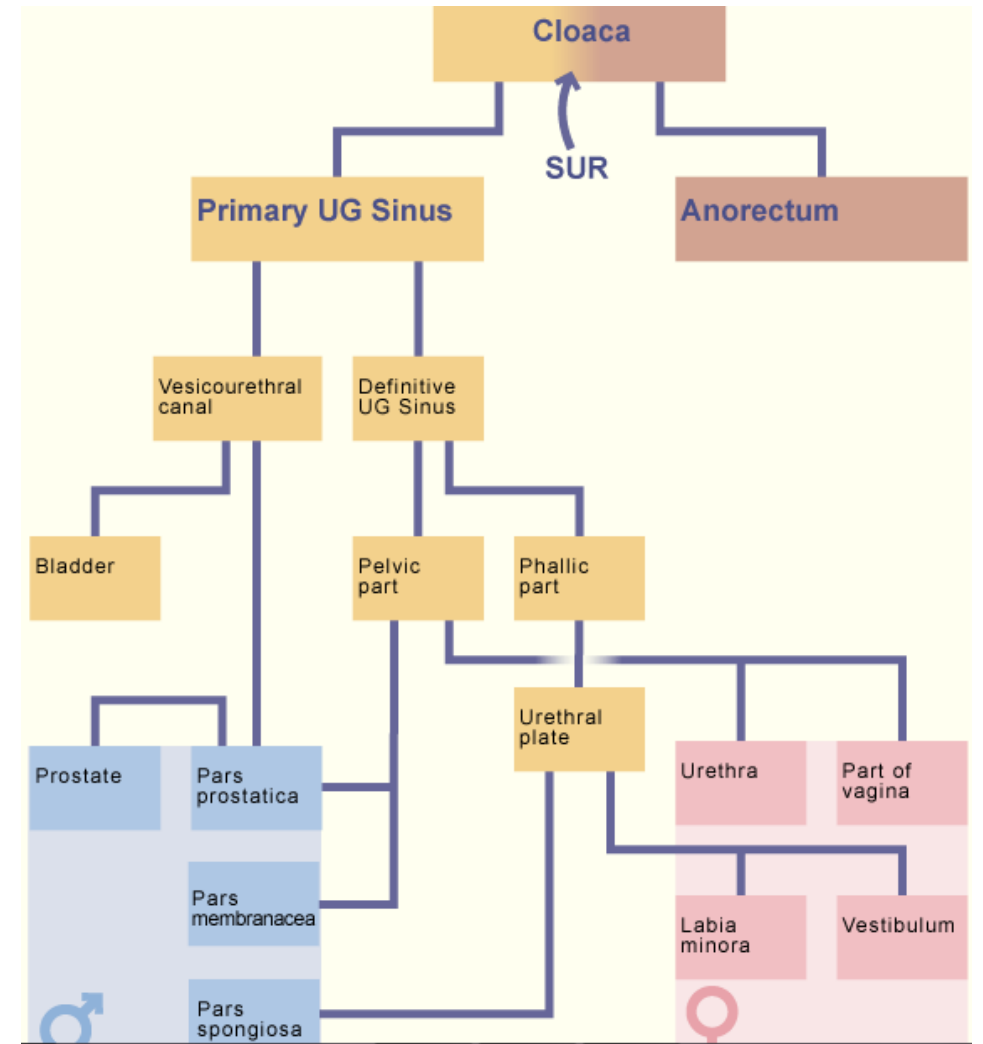 Cloaca
SUR
Primary UG Sinus
Anorectum
Vesicourethral
canal
Definitive
UG Sinus
Bladder
Pelvic
part
Phallic
part
Urethral
plate
Prostate
Pars
prostatica
Urethra
Part of
vagina
Pars
membranacea
Labia
minora
Vestibulum
Pars
spongiosa